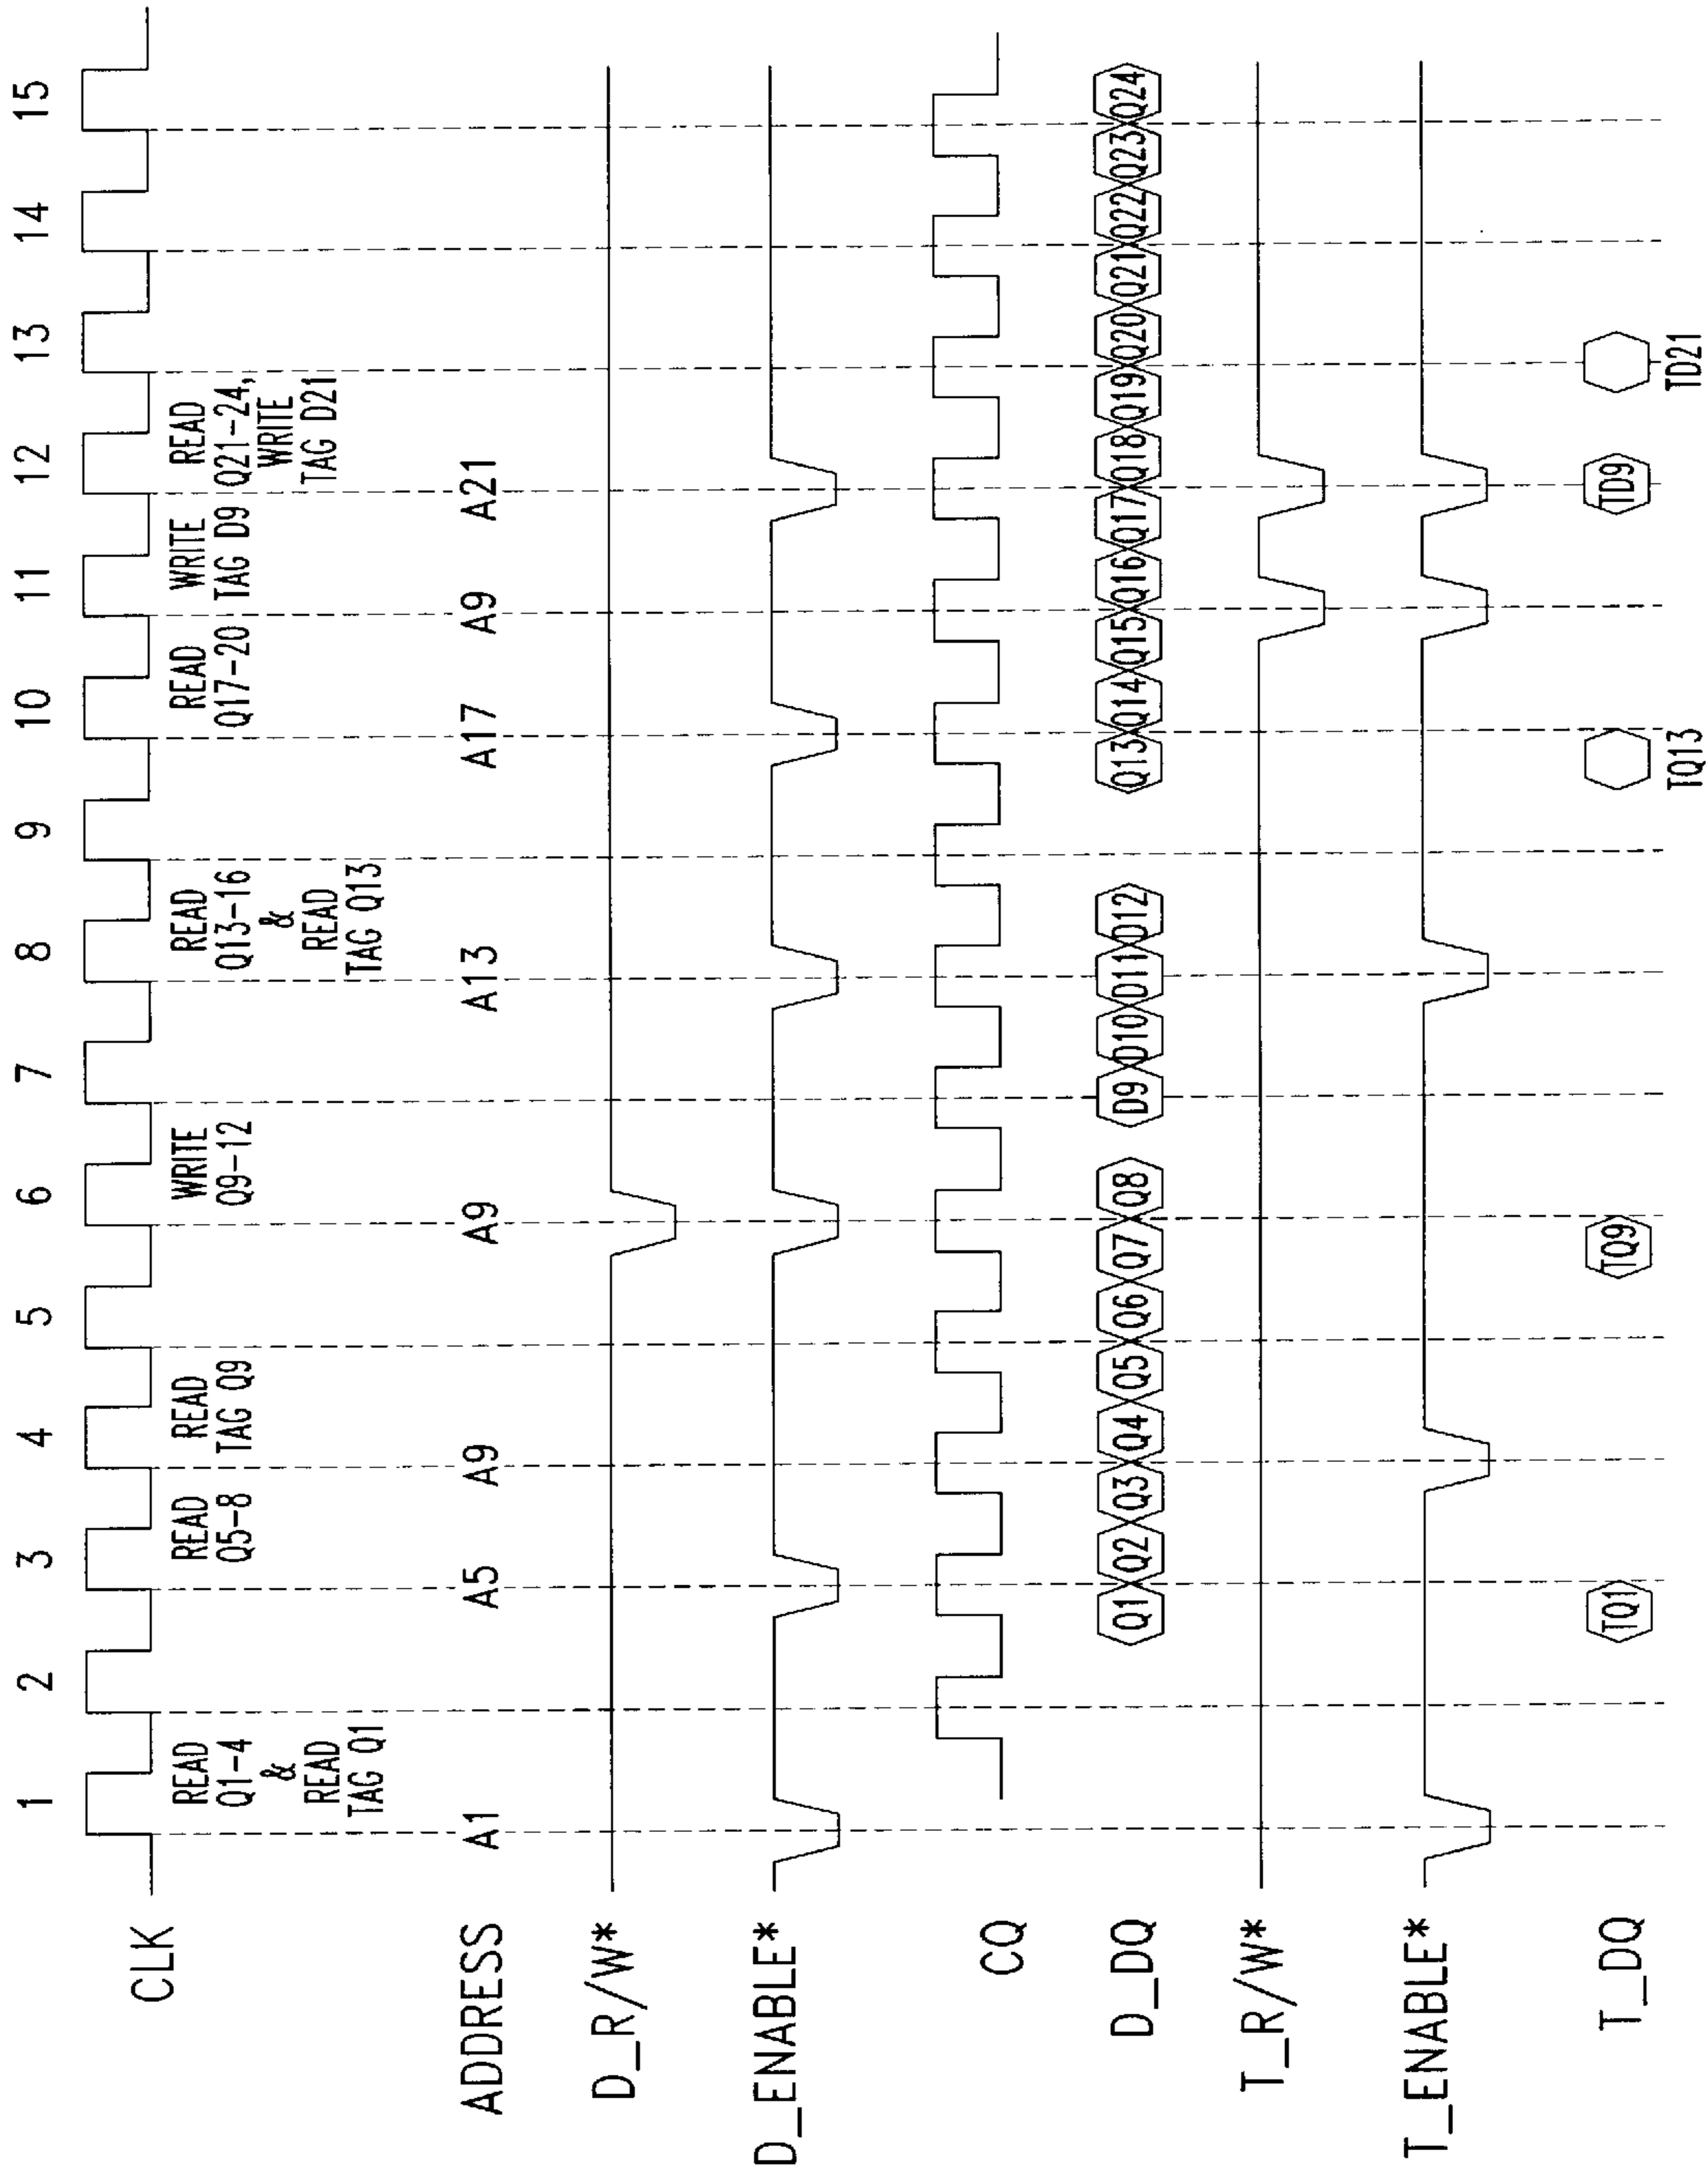 1 2 3 4 5 6 7 8 9 10 11 12 13 14 15
CLK
READ
Q1-4
&
READ
TAG Q1
READ
Q5-8
READ
TAG Q9
WRITE
Q9-12
READ
Q13-16
&
READ
TAG Q13
READ
Q17-20
WRITE
TAG D9
READ
Q21-24,
WRITE
TAG D21
ADDRESS A1 A5 A9 A9 A13 A17 A9 A21
D_R/W*
D_ENABLE*
CQ
D_DQ Q1 Q2 Q3 Q4 Q5 Q6 Q7 Q8 D9 D10 D11 D12 Q13 Q14 Q15 Q16 Q17 Q18 Q19 Q20 Q21 Q22 Q23 Q24
T_R/W*
T_ENABLE*
T_DQ TQ1 TQ9 TD9
TQ13 TD21